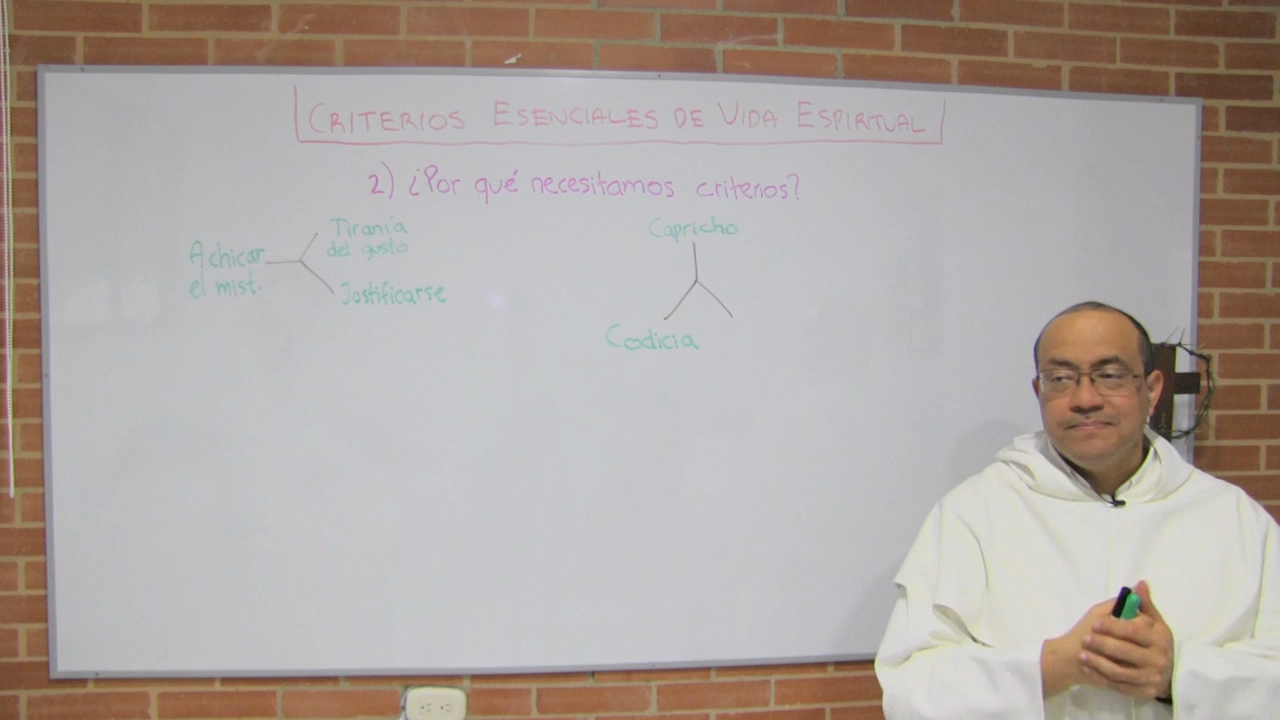 CRITERIOS ESENCIALES DE VIDA ESPIRITUAL
2) ¿Por qué necesitamos criterios?
Achicar
el mist.
Tiranía
del gusto
Justificarse
Capricho
Codicia